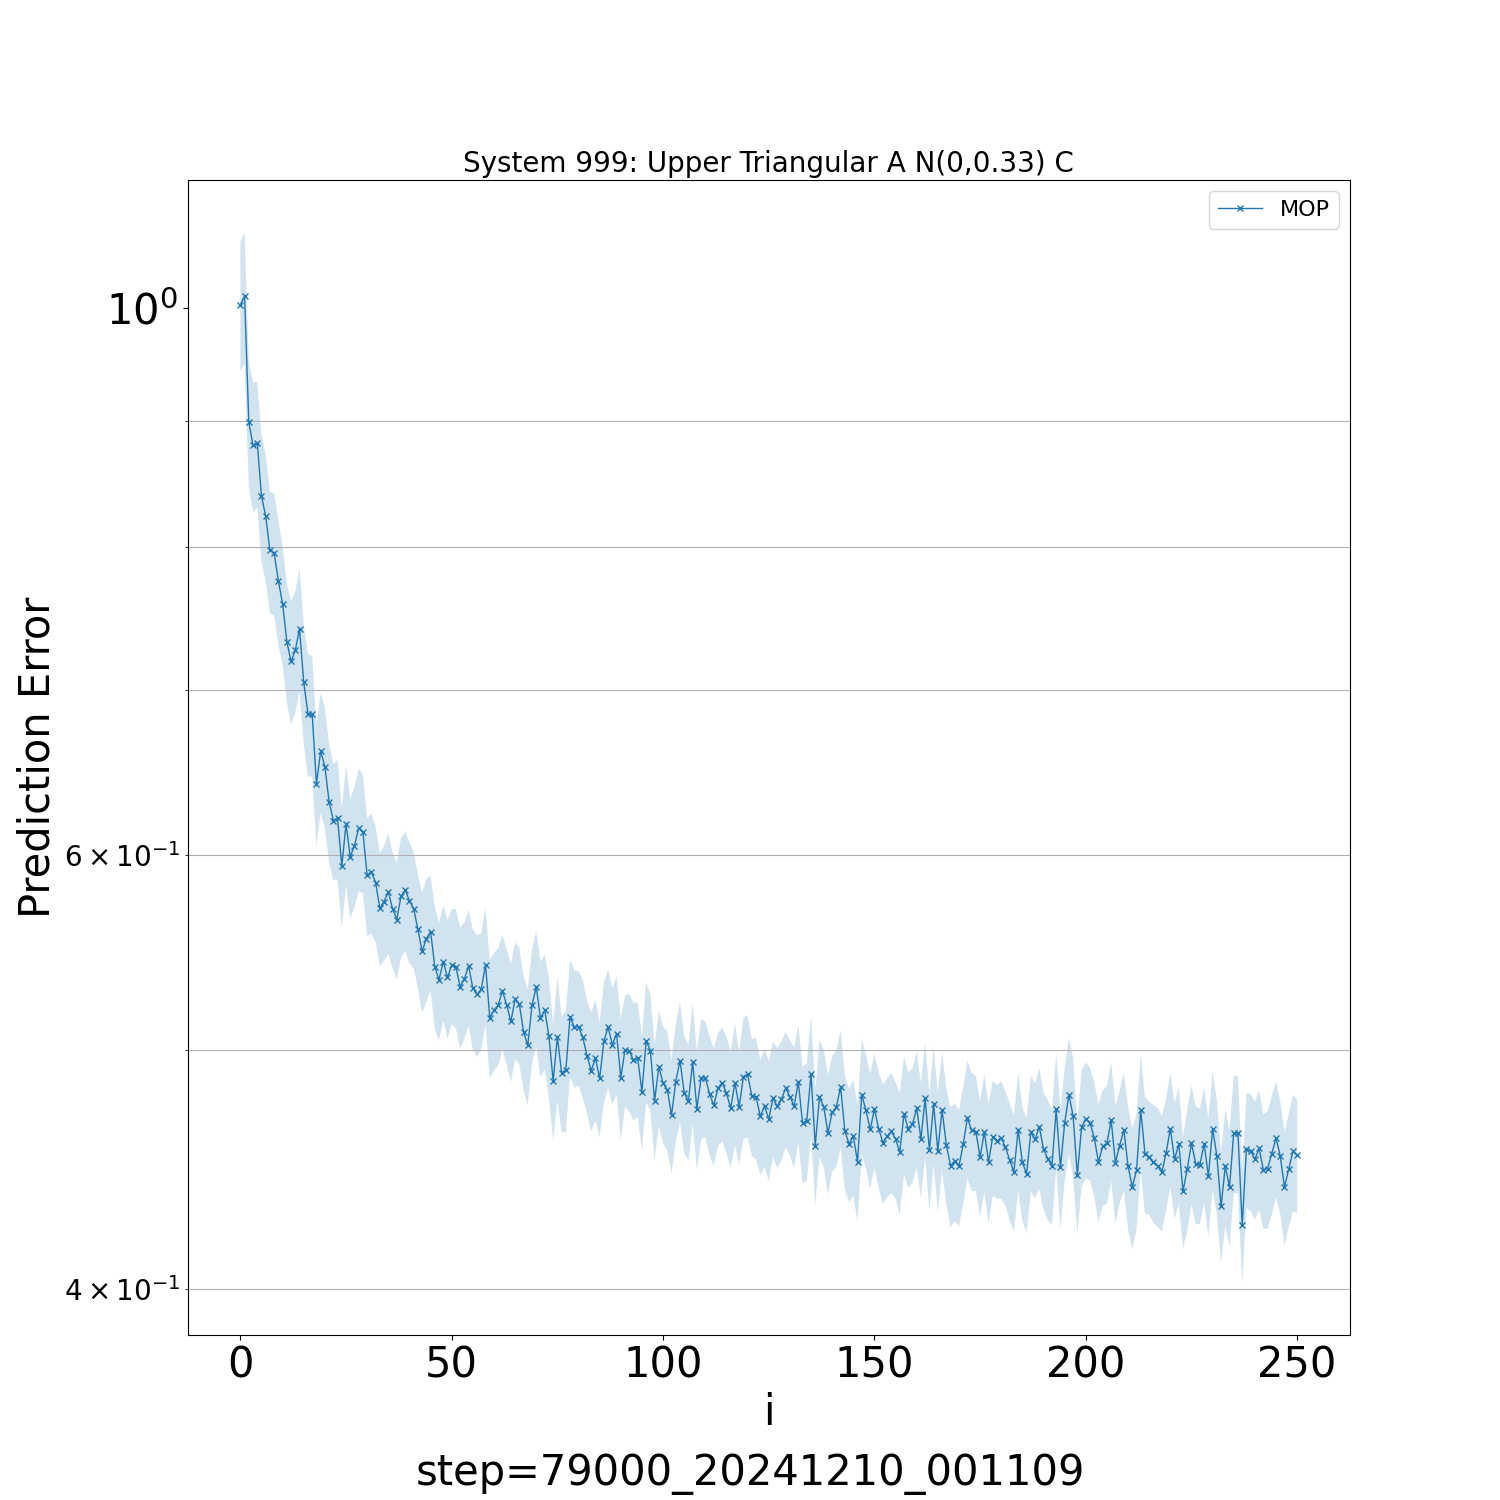 System 999: Upper Triangular A N(0,0.33) C
MOP
10⁰
6 × 10⁻¹
4 × 10⁻¹
Prediction Error
0 50 100 150 200 250
i
step=79000_20241210_001109